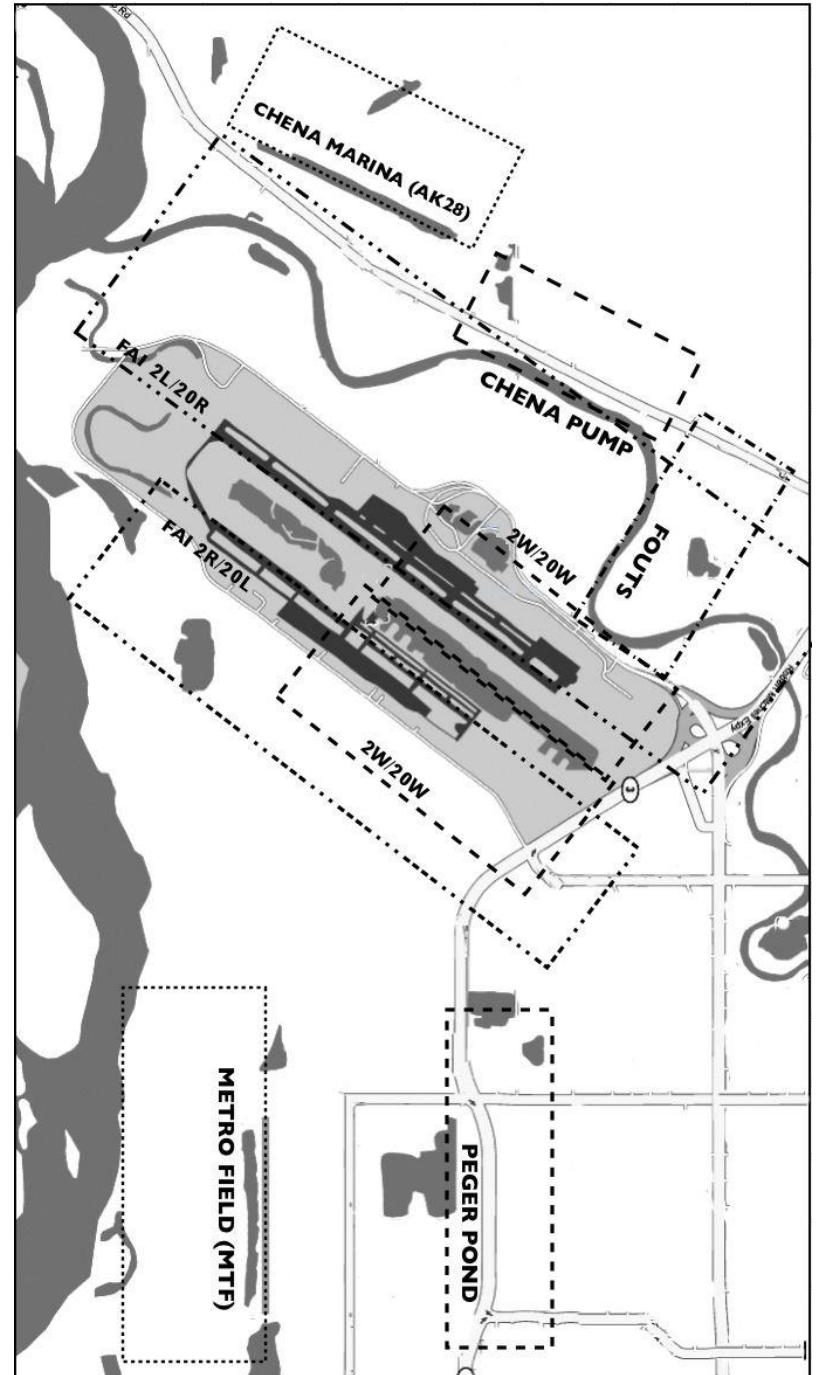 Rd
CHENA MARINA (AK28)
FAI 2L/20R
CHENA PUMP
FOUTS
2W/20W
FAI 2R/20L
2W/20W
3
METRO FIELD (MTF)
PEGER POND